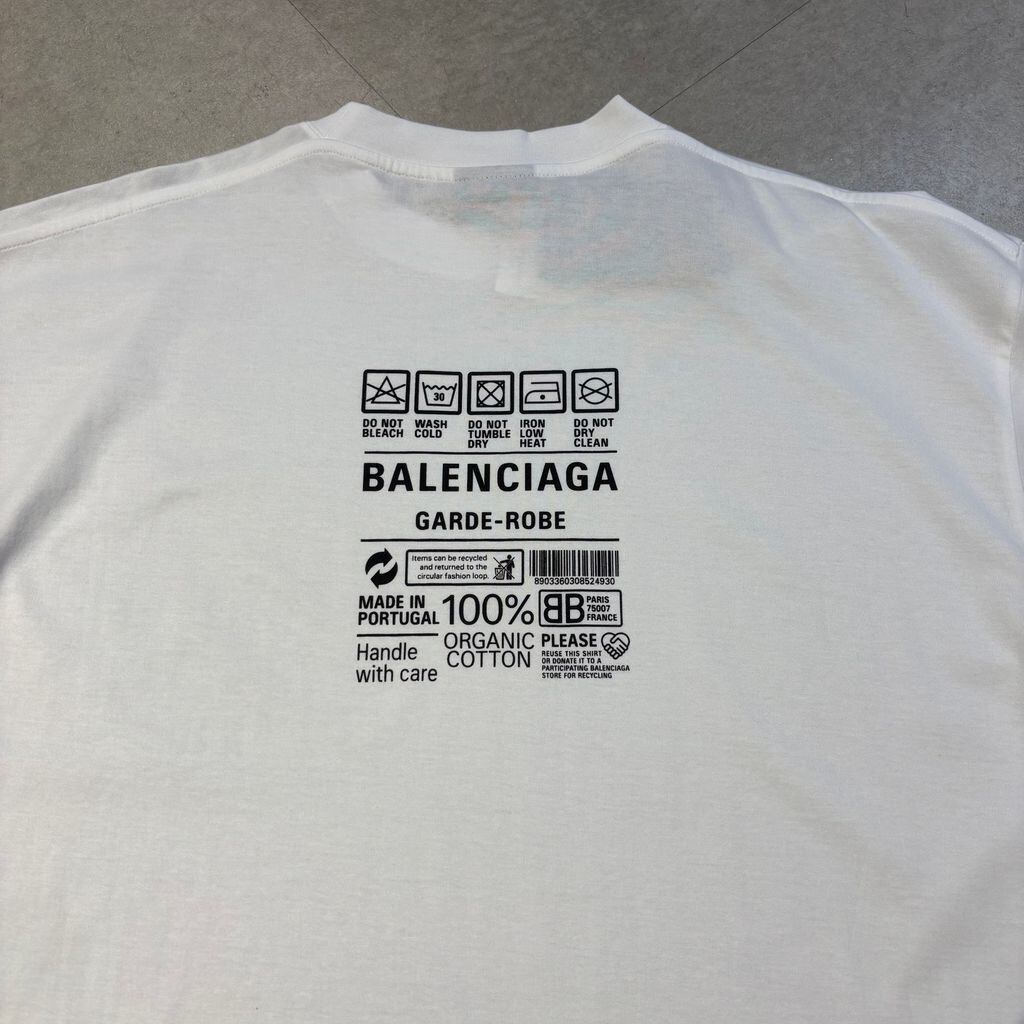 30
DO NOT BLEACH
WASH COLD
DO NOT TUMBLE DRY
IRON LOW HEAT
DO NOT DRY CLEAN
BALENCIAGA
GARDE-ROBE
Items can be recycled
and returned to the
circular fashion loop.
8903360308524930
MADE IN
PORTUGAL
100%
ORGANIC
COTTON
BB
PARIS
75007
FRANCE
Handle
with care
PLEASE
REUSE THIS SHIRT
OR DONATE IT TO A
PARTICIPATING BALENCIAGA
STORE FOR RECYCLING